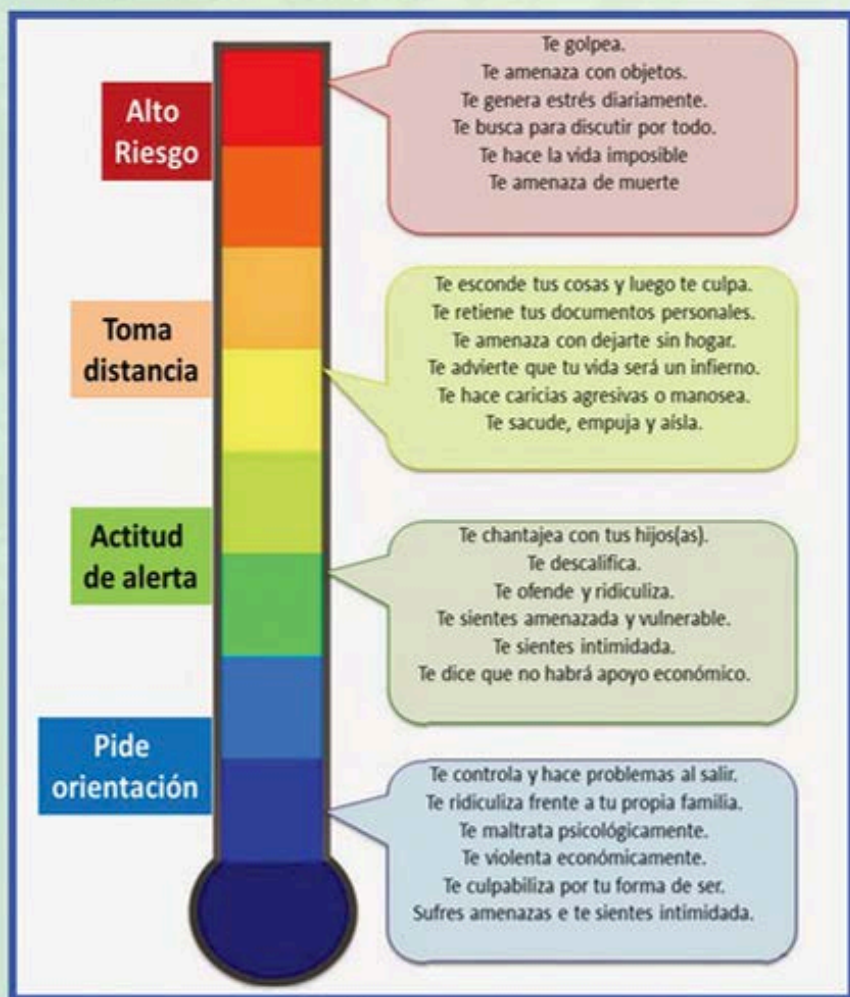 Alto
Riesgo
Te golpea.
Te amenaza con objetos.
Te genera estrés diariamente.
Te busca para discutir por todo.
Te hace la vida imposible
Te amenaza de muerte
Toma
distancia
Te esconde tus cosas y luego te culpa.
Te retiene tus documentos personales.
Te amenaza con dejarte sin hogar.
Te advierte que tu vida será un infierno.
Te hace caricias agresivas o manosea.
Te sacude, empuja y aísla.
Actitud
de alerta
Te chantajea con tus hijos(as).
Te descalifica.
Te ofende y ridiculiza.
Te sientes amenazada y vulnerable.
Te sientes intimidada.
Te dice que no habrá apoyo económico.
Pide
orientación
Te controla y hace problemas al salir.
Te ridiculiza frente a tu propia familia.
Te maltrata psicológicamente.
Te violenta económicamente.
Te culpabiliza por tu forma de ser.
Sufres amenazas e te sientes intimidada.